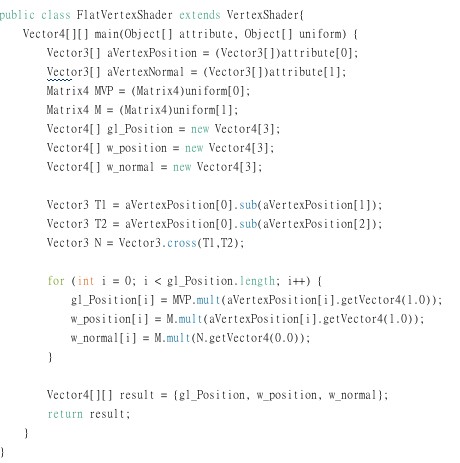 public class FlatVertexShader extends VertexShader{
    Vector4[][] main(Object[] attribute, Object[] uniform) {
        Vector3[] aVertexPosition = (Vector3[])attribute[0];
        Vector3[] aVertexNormal = (Vector3[])attribute[1];
        Matrix4 MVP = (Matrix4)uniform[0];
        Matrix4 M = (Matrix4)uniform[1];
        Vector4[] gl_Position = new Vector4[3];
        Vector4[] w_position = new Vector4[3];
        Vector4[] w_normal = new Vector4[3];

        Vector3 T1 = aVertexPosition[0].sub(aVertexPosition[1]);
        Vector3 T2 = aVertexPosition[0].sub(aVertexPosition[2]);
        Vector3 N = Vector3.cross(T1,T2);

        for (int i = 0; i < gl_Position.length; i++) {
            gl_Position[i] = MVP.mult(aVertexPosition[i].getVector4(1.0));
            w_position[i] = M.mult(aVertexPosition[i].getVector4(1.0));
            w_normal[i] = M.mult(N.getVector4(0.0));
        }

        Vector4[][] result = {gl_Position, w_position, w_normal};
        return result;
    }
}